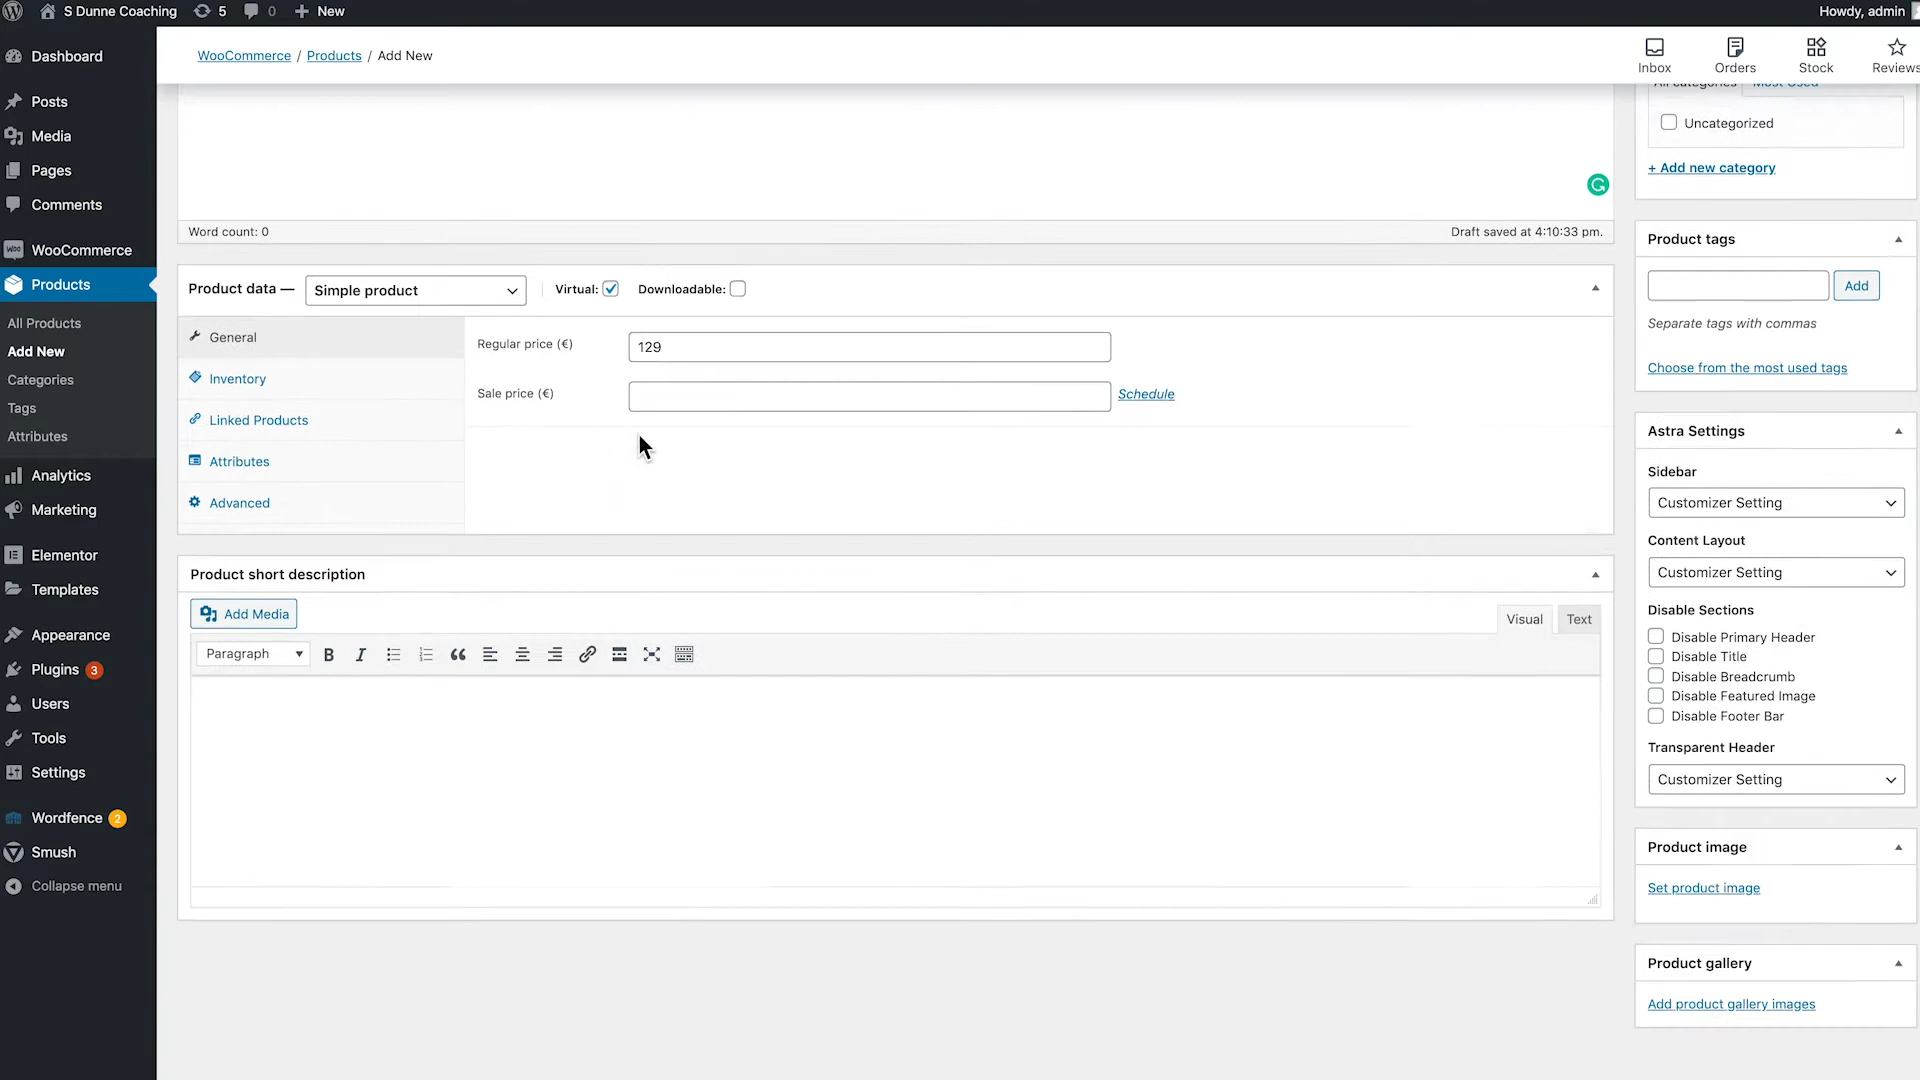 S Dunne Coaching 5 0 New Howdy, admin
Dashboard
Posts
Media
Pages
Comments
WooCommerce
Products
All Products
Add New
Categories
Tags
Attributes
Analytics
Marketing
Elementor
Templates
Appearance
Plugins 3
Users
Tools
Settings
Wordfence 2
Smush
Collapse menu
WooCommerce / Products / Add New
Inbox
Orders
Stock
Reviews
Word count: 0 Draft saved at 4:10:33 pm.
Product data — Simple product Virtual: Downloadable:
General
Inventory
Linked Products
Attributes
Advanced
Regular price (€) 129
Sale price (€) Schedule
Product short description
Add Media
Visual Text
Paragraph
All categories Most Used
Uncategorized
+ Add new category
Product tags
Add
Separate tags with commas
Choose from the most used tags
Astra Settings
Sidebar
Customizer Setting
Content Layout
Customizer Setting
Disable Sections
Disable Primary Header
Disable Title
Disable Breadcrumb
Disable Featured Image
Disable Footer Bar
Transparent Header
Customizer Setting
Product image
Set product image
Product gallery
Add product gallery images